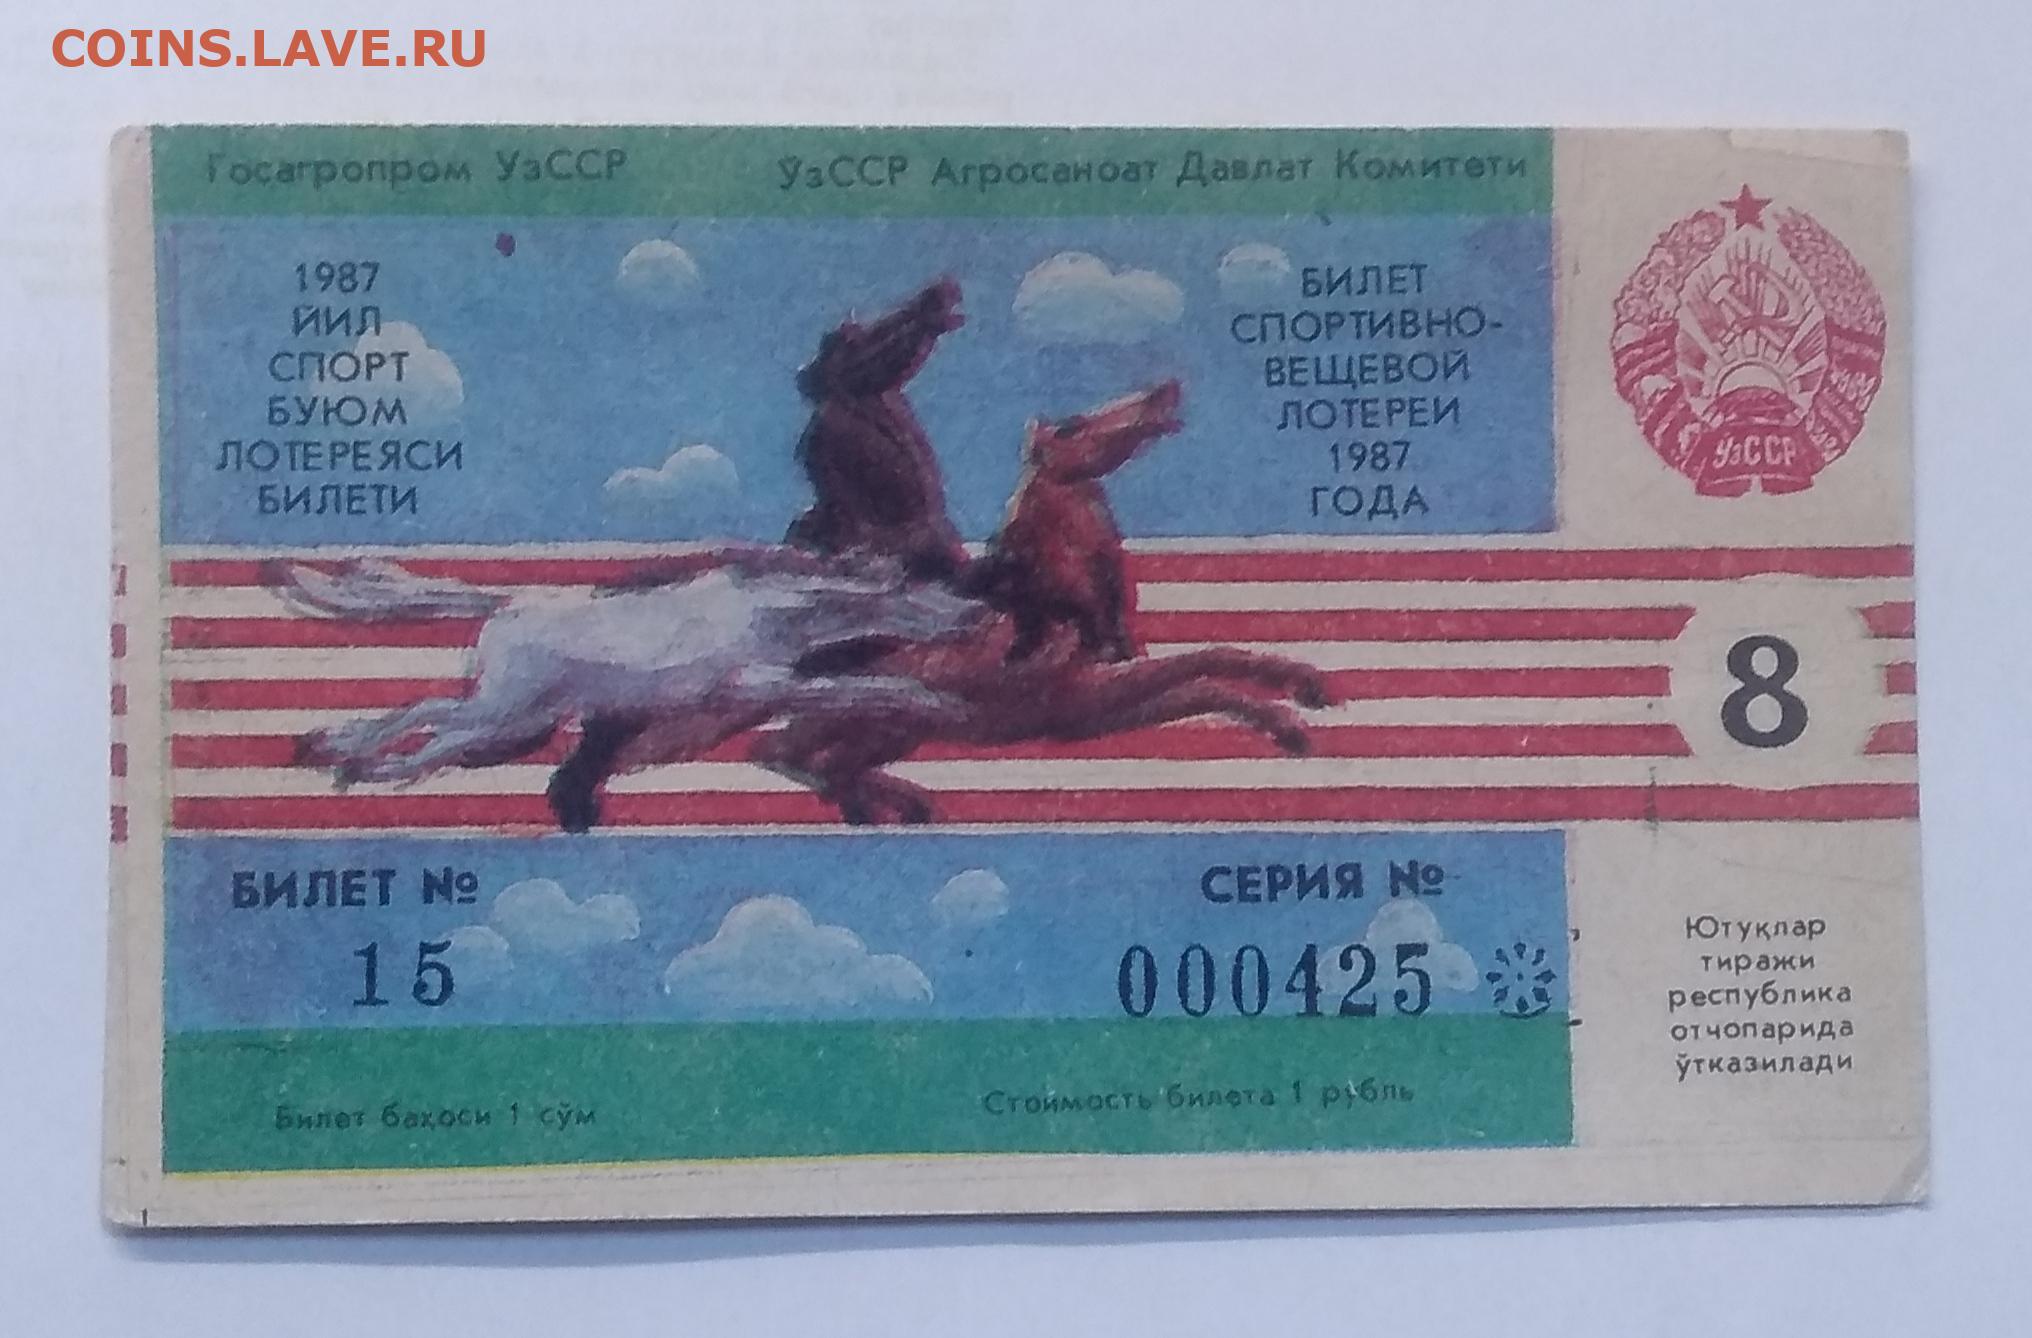 COINS.LAVE.RU
Госагропром УзССР
ЎзССР Агросаноат Давлат Комитети
1987
ЙИЛ
СПОРТ
БУЮМ
ЛОТЕРЕЯСИ
БИЛЕТИ
БИЛЕТ
СПОРТИВНО-
ВЕЩЕВОЙ
ЛОТЕРЕИ
1987
ГОДА
УзССР
8
БИЛЕТ №
15
СЕРИЯ №
000425
Ютуқлар
тиражи
республика
отчопарида
ўтказилади
Билет баҳоси 1 сўм
Стоимость билета 1 рубль